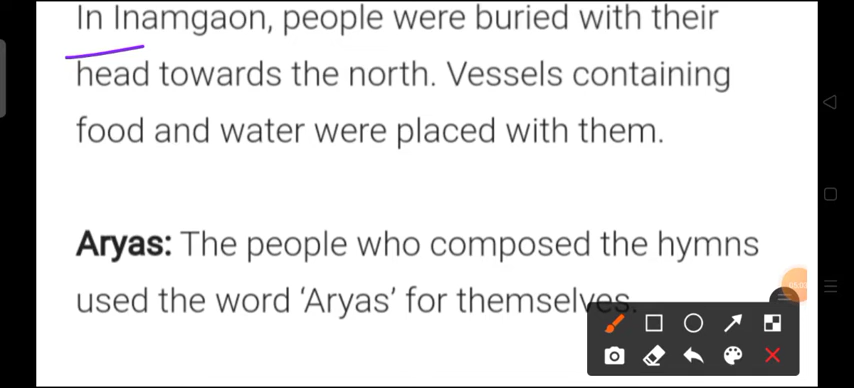 In Inamgaon, people were buried with their
head towards the north. Vessels containing
food and water were placed with them.
Aryas: The people who composed the hymns
used the word ‘Aryas’ for themselves.